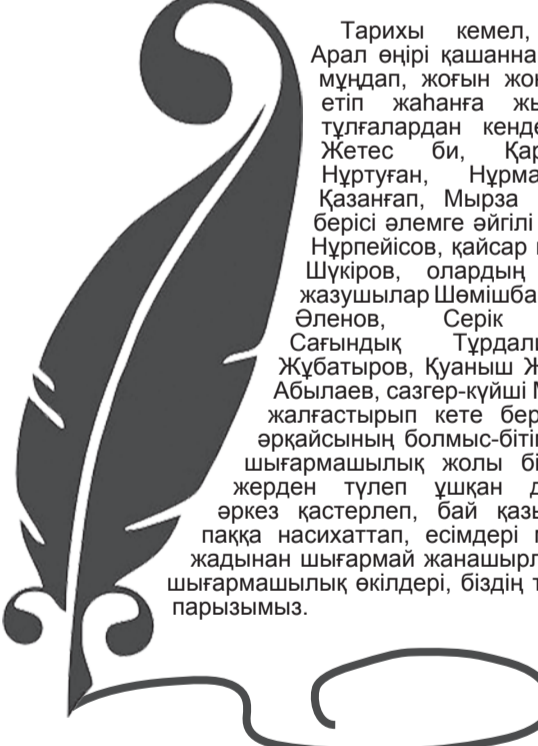 Тарихы кемел,
Арал өңірі қашанна
мұңдап, жоғын жоқ
етіп жаһанға жы
тұлғалардан кенде
Жетес би, Қар
Нұртуған, Нұрма
Қазанғап, Мырза
берісі әлемге әйгілі
Нұрпейісов, қайсар
Шүкіров, олардың
жазушылар Шөмішба
Әленов, Серік
Сағындық Тұрдал
Жұбатыров, Қуаныш Ж
Абылаев, сазгер-күйші
жалғастырып кете бер
әрқайсының болмыс-бітім
шығармашылық жолы бі
жерден түлеп ұшқан д
әркез қастерлеп, бай қазы
паққа насихаттап, есімдері
жадынан шығармай жанашырл
шығармашылық өкілдері, біздің т
парызымыз.